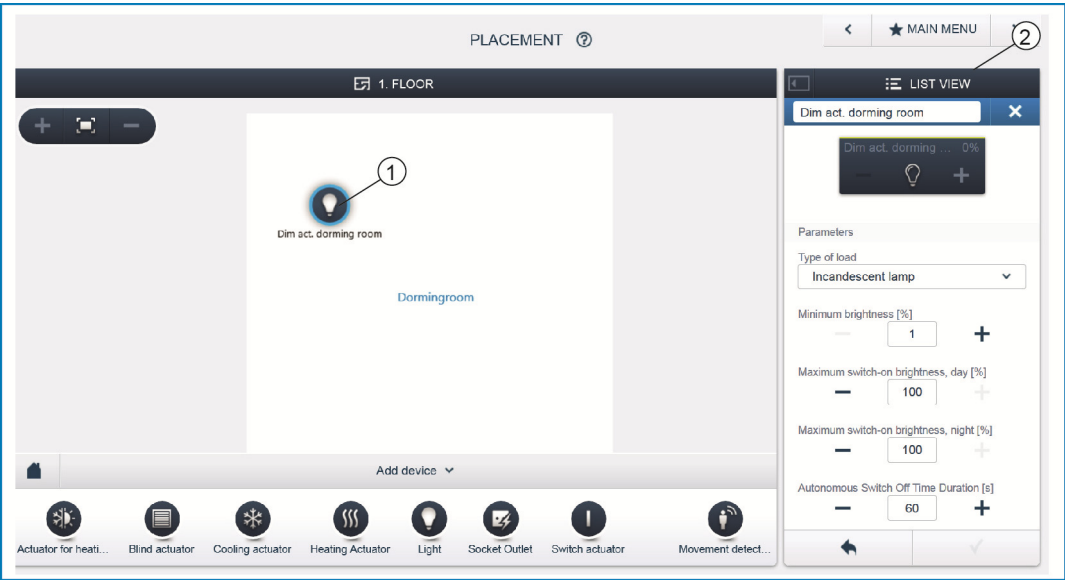 PLACEMENT ?
MAIN MENU
2
1. FLOOR
LIST VIEW
Dim act. dorming room
Dim act. dorming ... 0%
1
Dim act. dorming room
Dormingroom
Parameters
Type of load
Incandescent lamp
Minimum brightness [%]
1
Maximum switch-on brightness, day [%]
100
Maximum switch-on brightness, night [%]
100
Autonomous Switch Off Time Duration [s]
60
Add device
Actuator for heati...
Blind actuator
Cooling actuator
Heating Actuator
Light
Socket Outlet
Switch actuator
Movement detect...